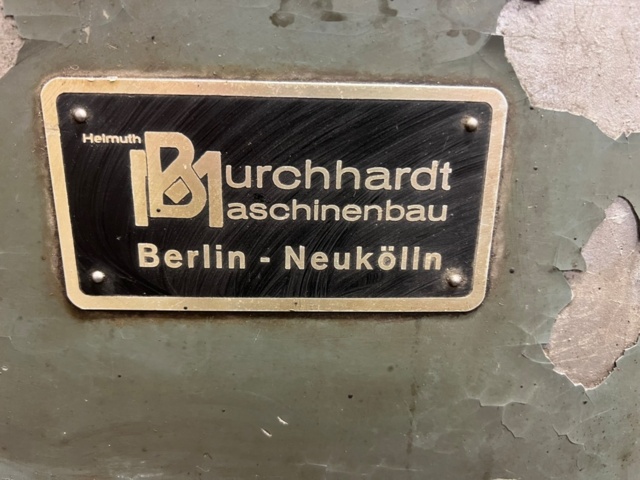 Helmuth
Burchhardt
Maschinenbau
Berlin - Neukölln